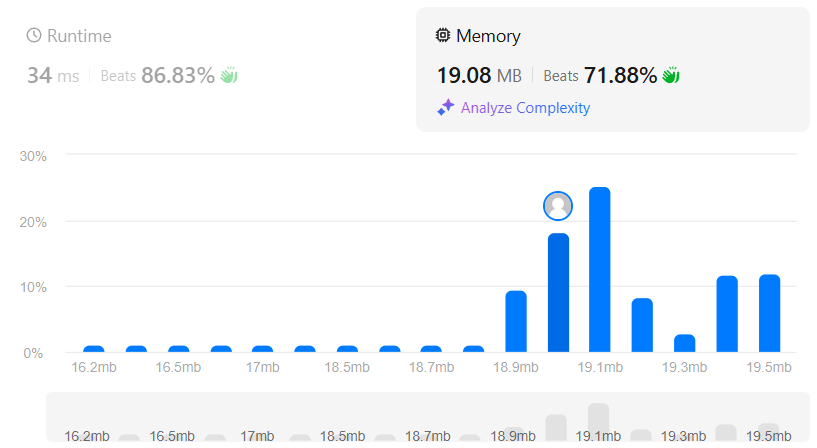 Runtime
34 ms Beats 86.83%
Memory
19.08 MB Beats 71.88%
Analyze Complexity
30%
20%
10%
0%
16.2mb 16.5mb 17mb 18.5mb 18.7mb 18.9mb 19.1mb 19.3mb 19.5mb
16.2mb 16.5mb 17mb 18.5mb 18.7mb 18.9mb 19.1mb 19.3mb 19.5mb